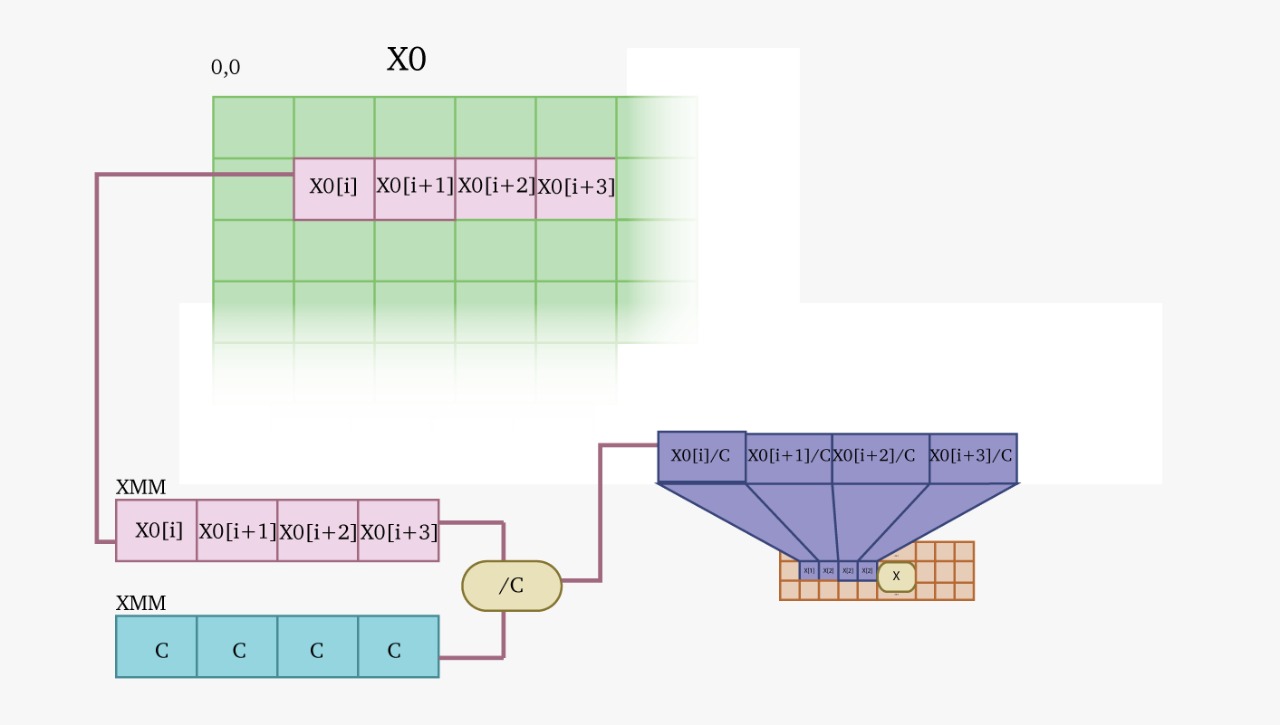 0,0
X0
X0[i] X0[i+1] X0[i+2] X0[i+3]
X0[i]/C X0[i+1]/C X0[i+2]/C X0[i+3]/C
XMM
X0[i] X0[i+1] X0[i+2] X0[i+3]
/C
X[1] X[2] X[2] X[2] X
XMM
C C C C